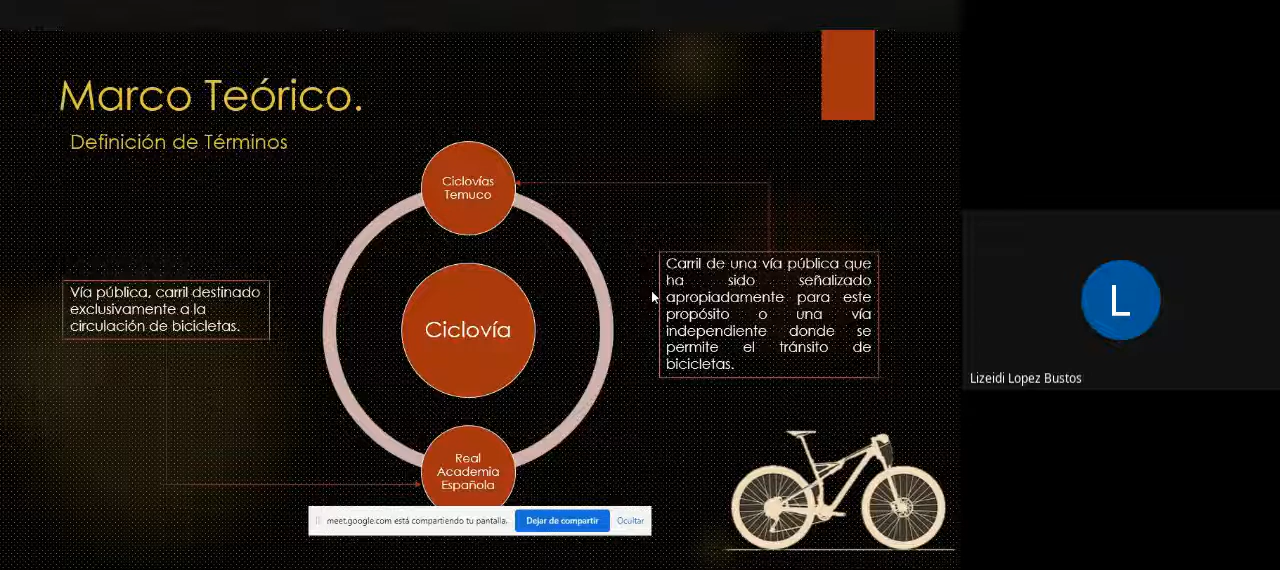 Marco Teórico.
Definición de Términos
Ciclovías
Temuco
Carril de una vía pública que
ha sido señalizado
apropiadamente para este
propósito o una vía
independiente donde se
permite el tránsito de
bicicletas.
Vía pública, carril destinado
exclusivamente a la
circulación de bicicletas.
Ciclovía
Real
Academia
Española
meet.google.com está compartiendo tu pantalla.
Dejar de compartir
Ocultar
L
Lizeidi Lopez Bustos